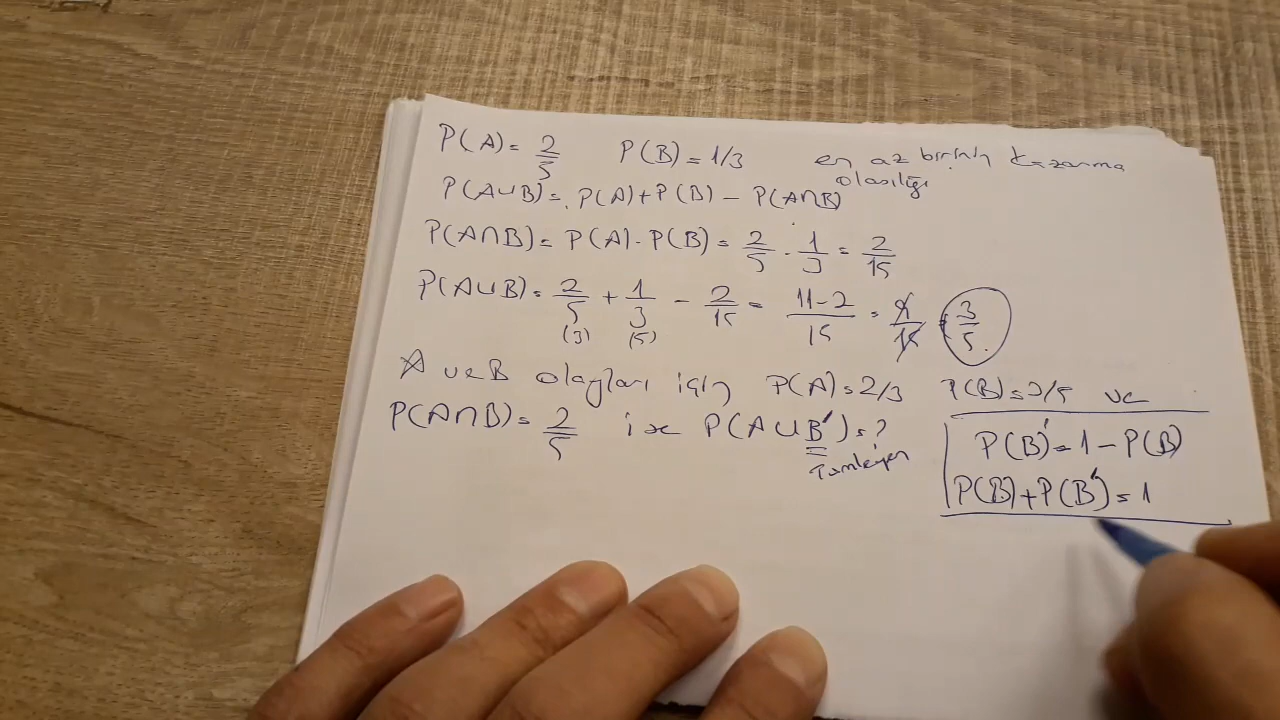 P(A) = 2/5 P(B) = 1/3 en az birinin kazanma
olasılığı
P(A∪B) = P(A) + P(B) − P(A∩B)
P(A∩B) = P(A) · P(B) = 2/5 · 1/3 = 2/15
P(A∪B) = 2/5 + 1/3 − 2/15 = 11-2/15 = 9/15 = 3/5
(3) (5)
A ve B olayları için P(A) = 2/3 P(B) = 2/5 ve
P(A∩B) = 2/5 ise P(A∪B') = ?
Tümleyen
P(B') = 1 − P(B)
P(B) + P(B') = 1